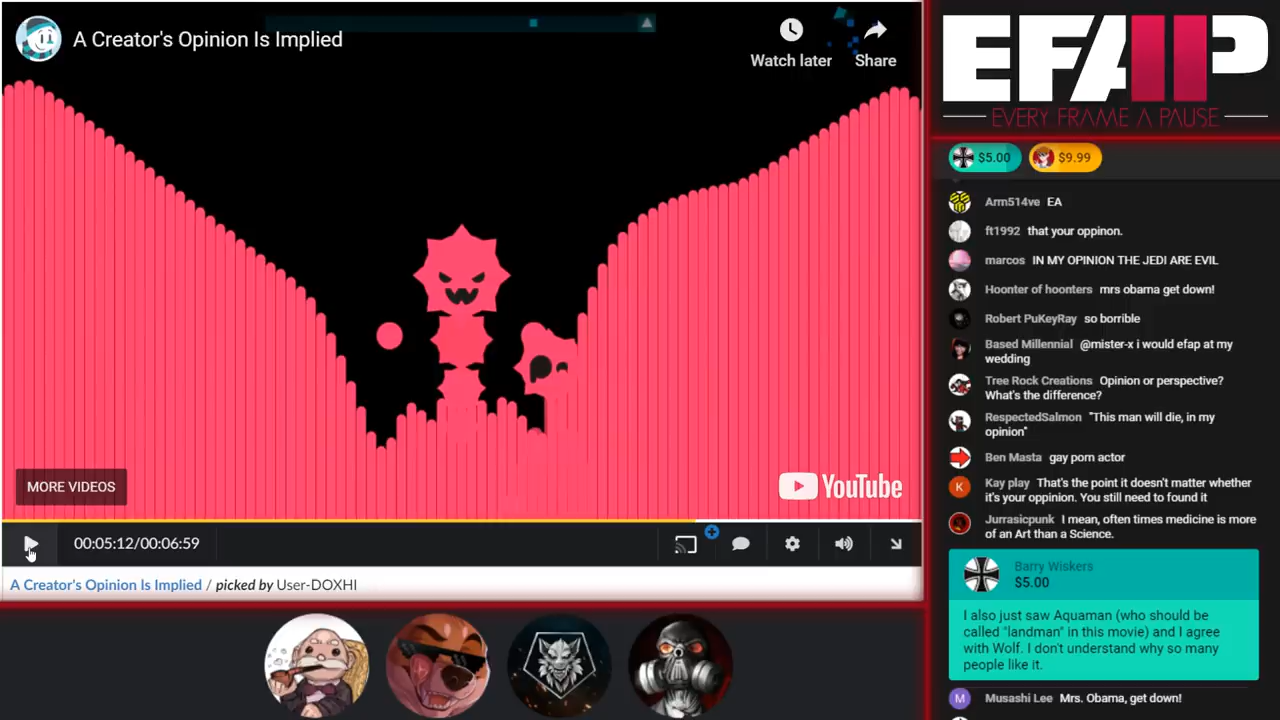 A Creator's Opinion Is Implied
Watch later
Share
MORE VIDEOS
YouTube
00:05:12/00:06:59
A Creator's Opinion Is Implied / picked by User-DOXHI
EFAP
EVERY FRAME A PAUSE
$5.00
$9.99
Arm514ve EA
ft1992 that your oppinon.
marcos IN MY OPINION THE JEDI ARE EVIL
Hoonter of hoonters mrs obama get down!
Robert PuKeyRay so borrible
Based Millennial @mister-x i would efap at my
wedding
Tree Rock Creations Opinion or perspective?
What's the difference?
RespectedSalmon "This man will die, in my
opinion"
Ben Masta gay porn actor
K
Kay play That's the point it doesn't matter whether
it's your oppinion. You still need to found it
Jurrasicpunk I mean, often times medicine is more
of an Art than a Science.
Barry Wiskers
$5.00
I also just saw Aquaman (who should be
called "landman" in this movie) and I agree
with Wolf. I don't understand why so many
people like it.
M
Musashi Lee Mrs. Obama, get down!